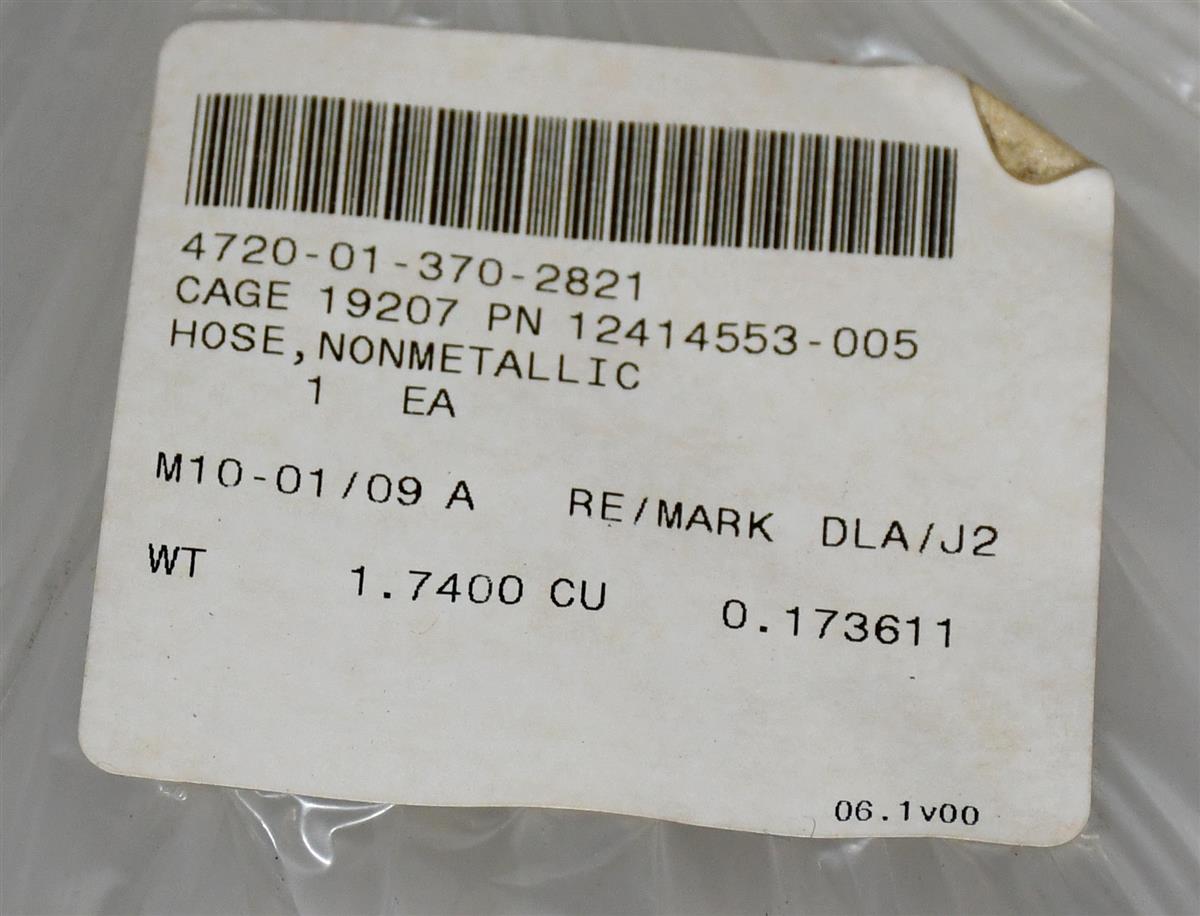 4720-01-370-2821
CAGE 19207 PN 12414553-005
HOSE,NONMETALLIC
1 EA
M10-01/09 A RE/MARK DLA/J2
WT 1.7400 CU 0.173611
06.1v00